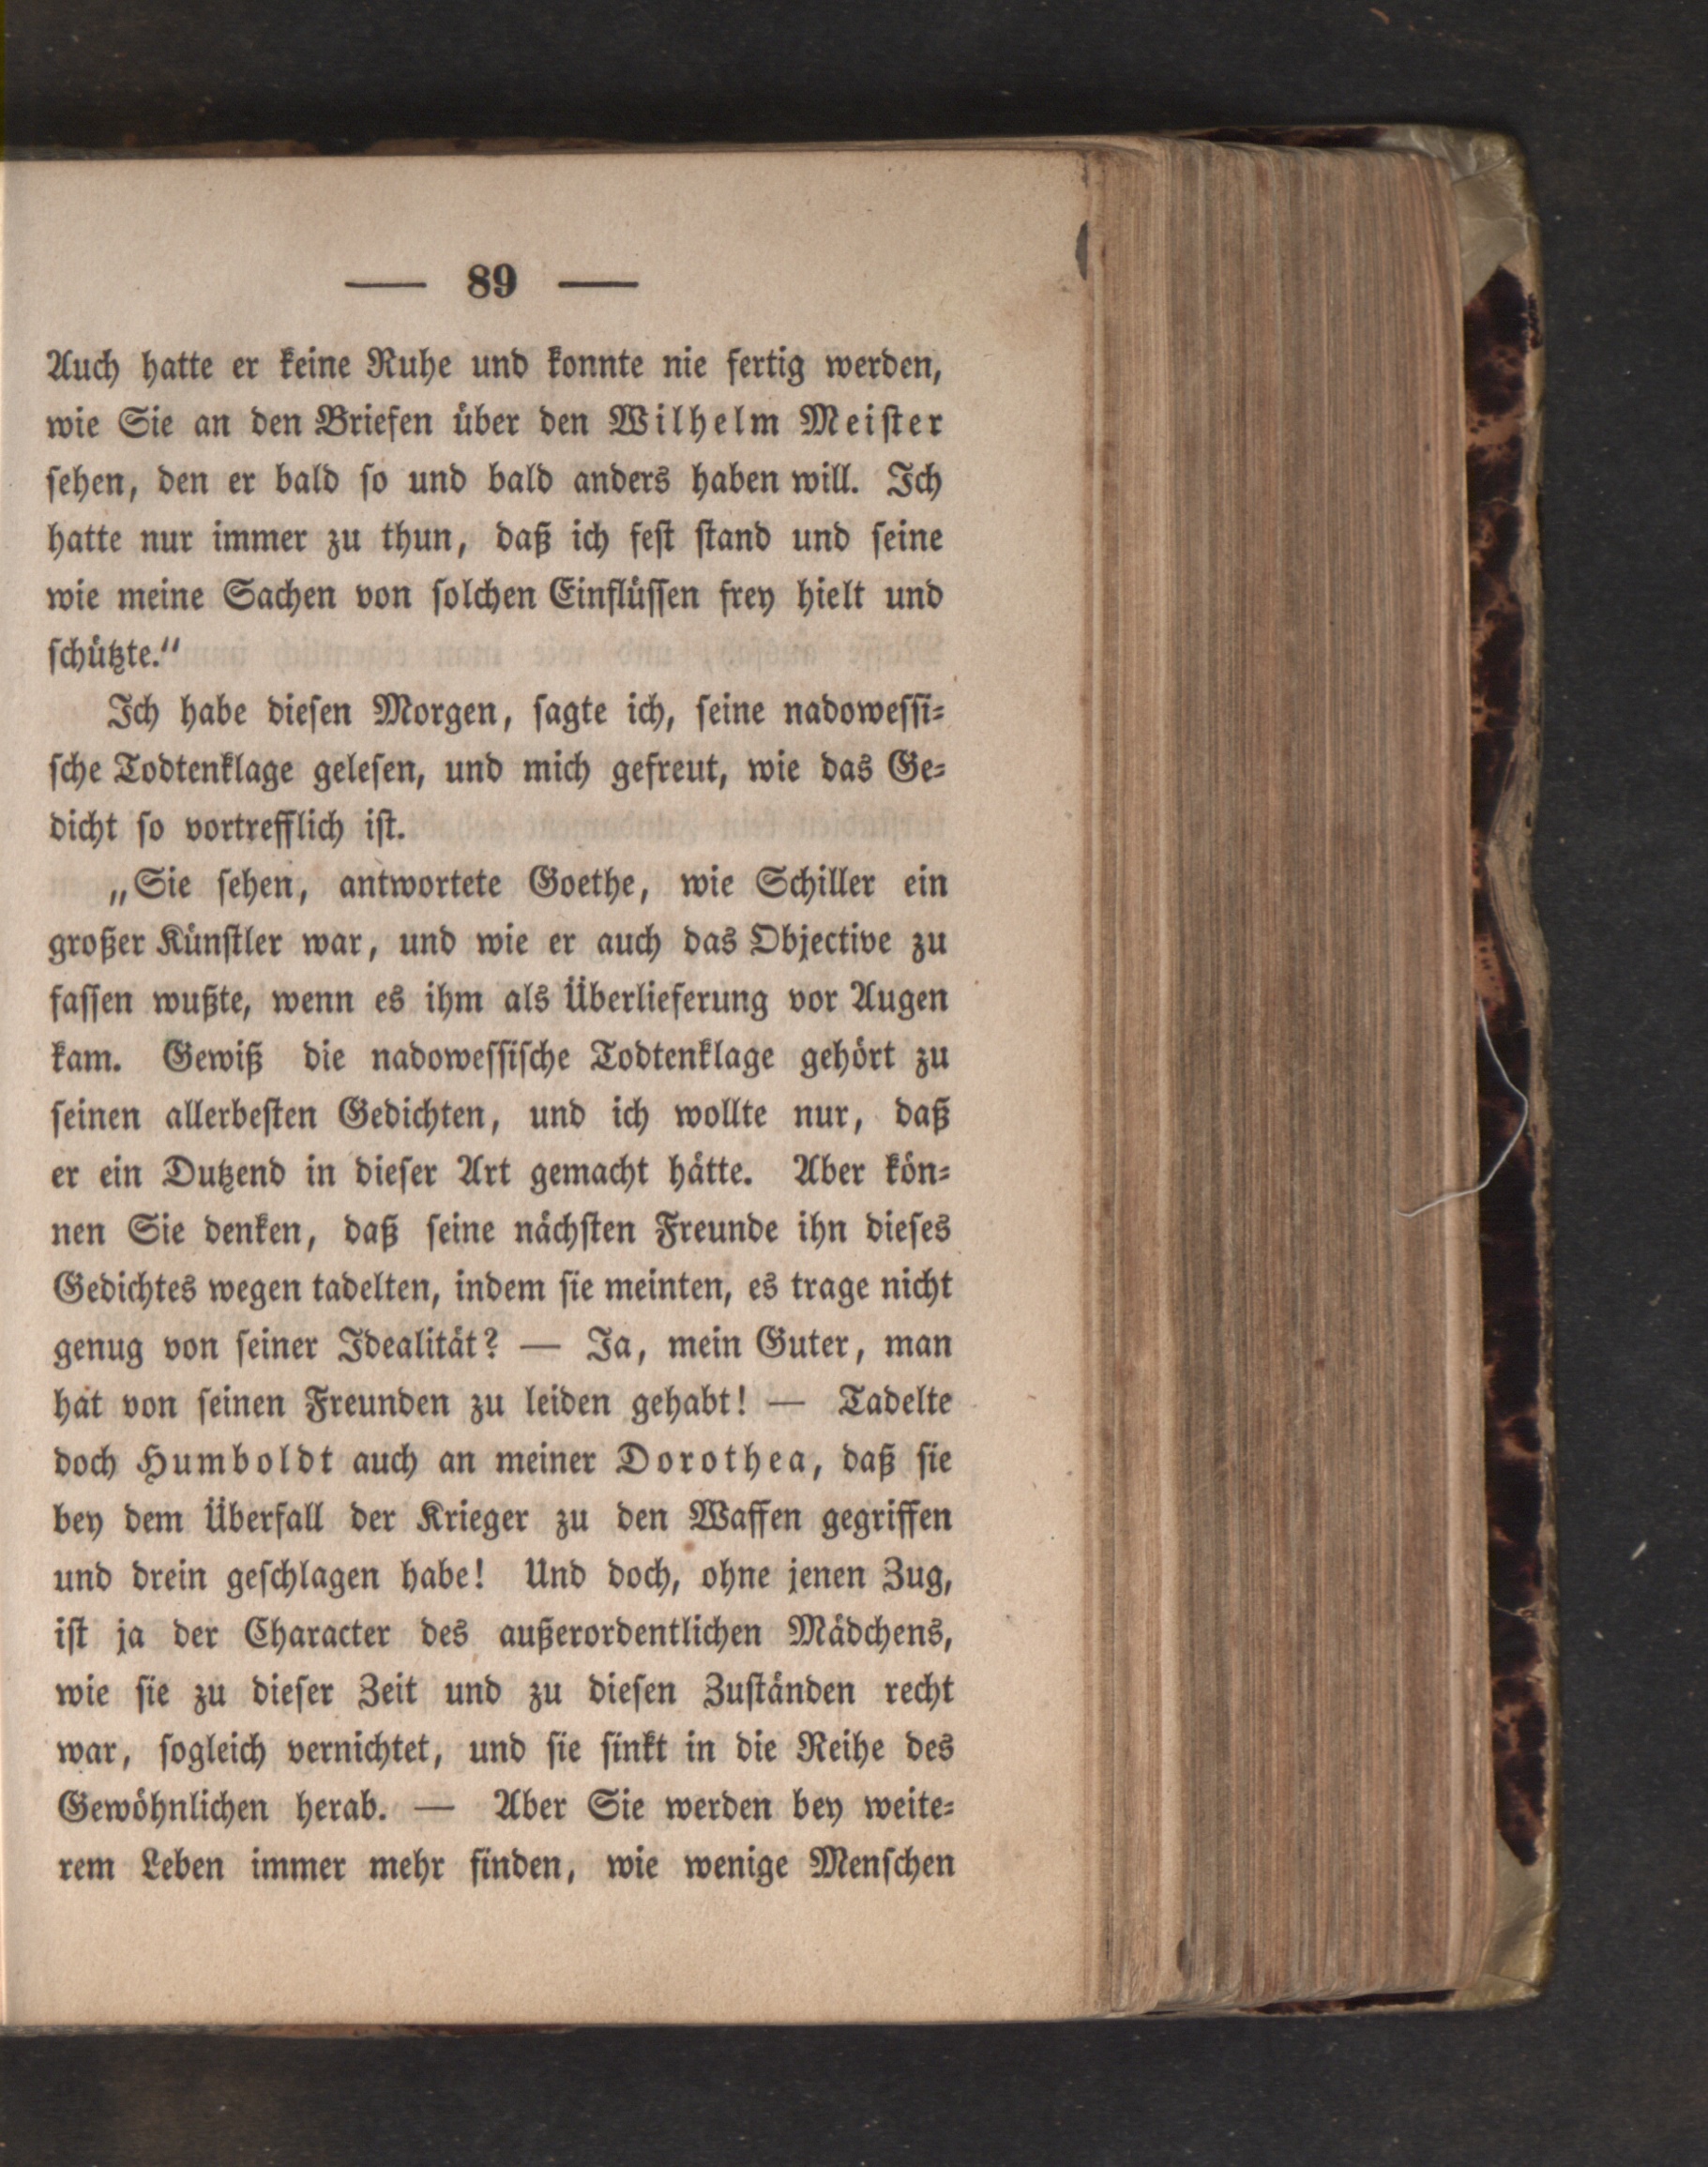 — 89 —
Auch hatte er keine Ruhe und konnte nie fertig werden,
wie Sie an den Briefen über den Wilhelm Meister
sehen, den er bald so und bald anders haben will. Ich
hatte nur immer zu thun, daß ich fest stand und seine
wie meine Sachen von solchen Einflüssen frey hielt und
schützte.“
Ich habe diesen Morgen, sagte ich, seine nadowessi-
sche Todtenklage gelesen, und mich gefreut, wie das Ge-
dicht so vortrefflich ist.
„Sie sehen, antwortete Goethe, wie Schiller ein
großer Künstler war, und wie er auch das Objective zu
fassen wußte, wenn es ihm als Überlieferung vor Augen
kam. Gewiß die nadowessische Todtenklage gehört zu
seinen allerbesten Gedichten, und ich wollte nur, daß
er ein Dutzend in dieser Art gemacht hätte. Aber kön-
nen Sie denken, daß seine nächsten Freunde ihn dieses
Gedichtes wegen tadelten, indem sie meinten, es trage nicht
genug von seiner Idealität? — Ja, mein Guter, man
hat von seinen Freunden zu leiden gehabt! — Tadelte
doch Humboldt auch an meiner Dorothea, daß sie
bey dem Überfall der Krieger zu den Waffen gegriffen
und drein geschlagen habe! Und doch, ohne jenen Zug,
ist ja der Character des außerordentlichen Mädchens,
wie sie zu dieser Zeit und zu diesen Zuständen recht
war, sogleich vernichtet, und sie sinkt in die Reihe des
Gewöhnlichen herab. — Aber Sie werden bey weite-
rem Leben immer mehr finden, wie wenige Menschen